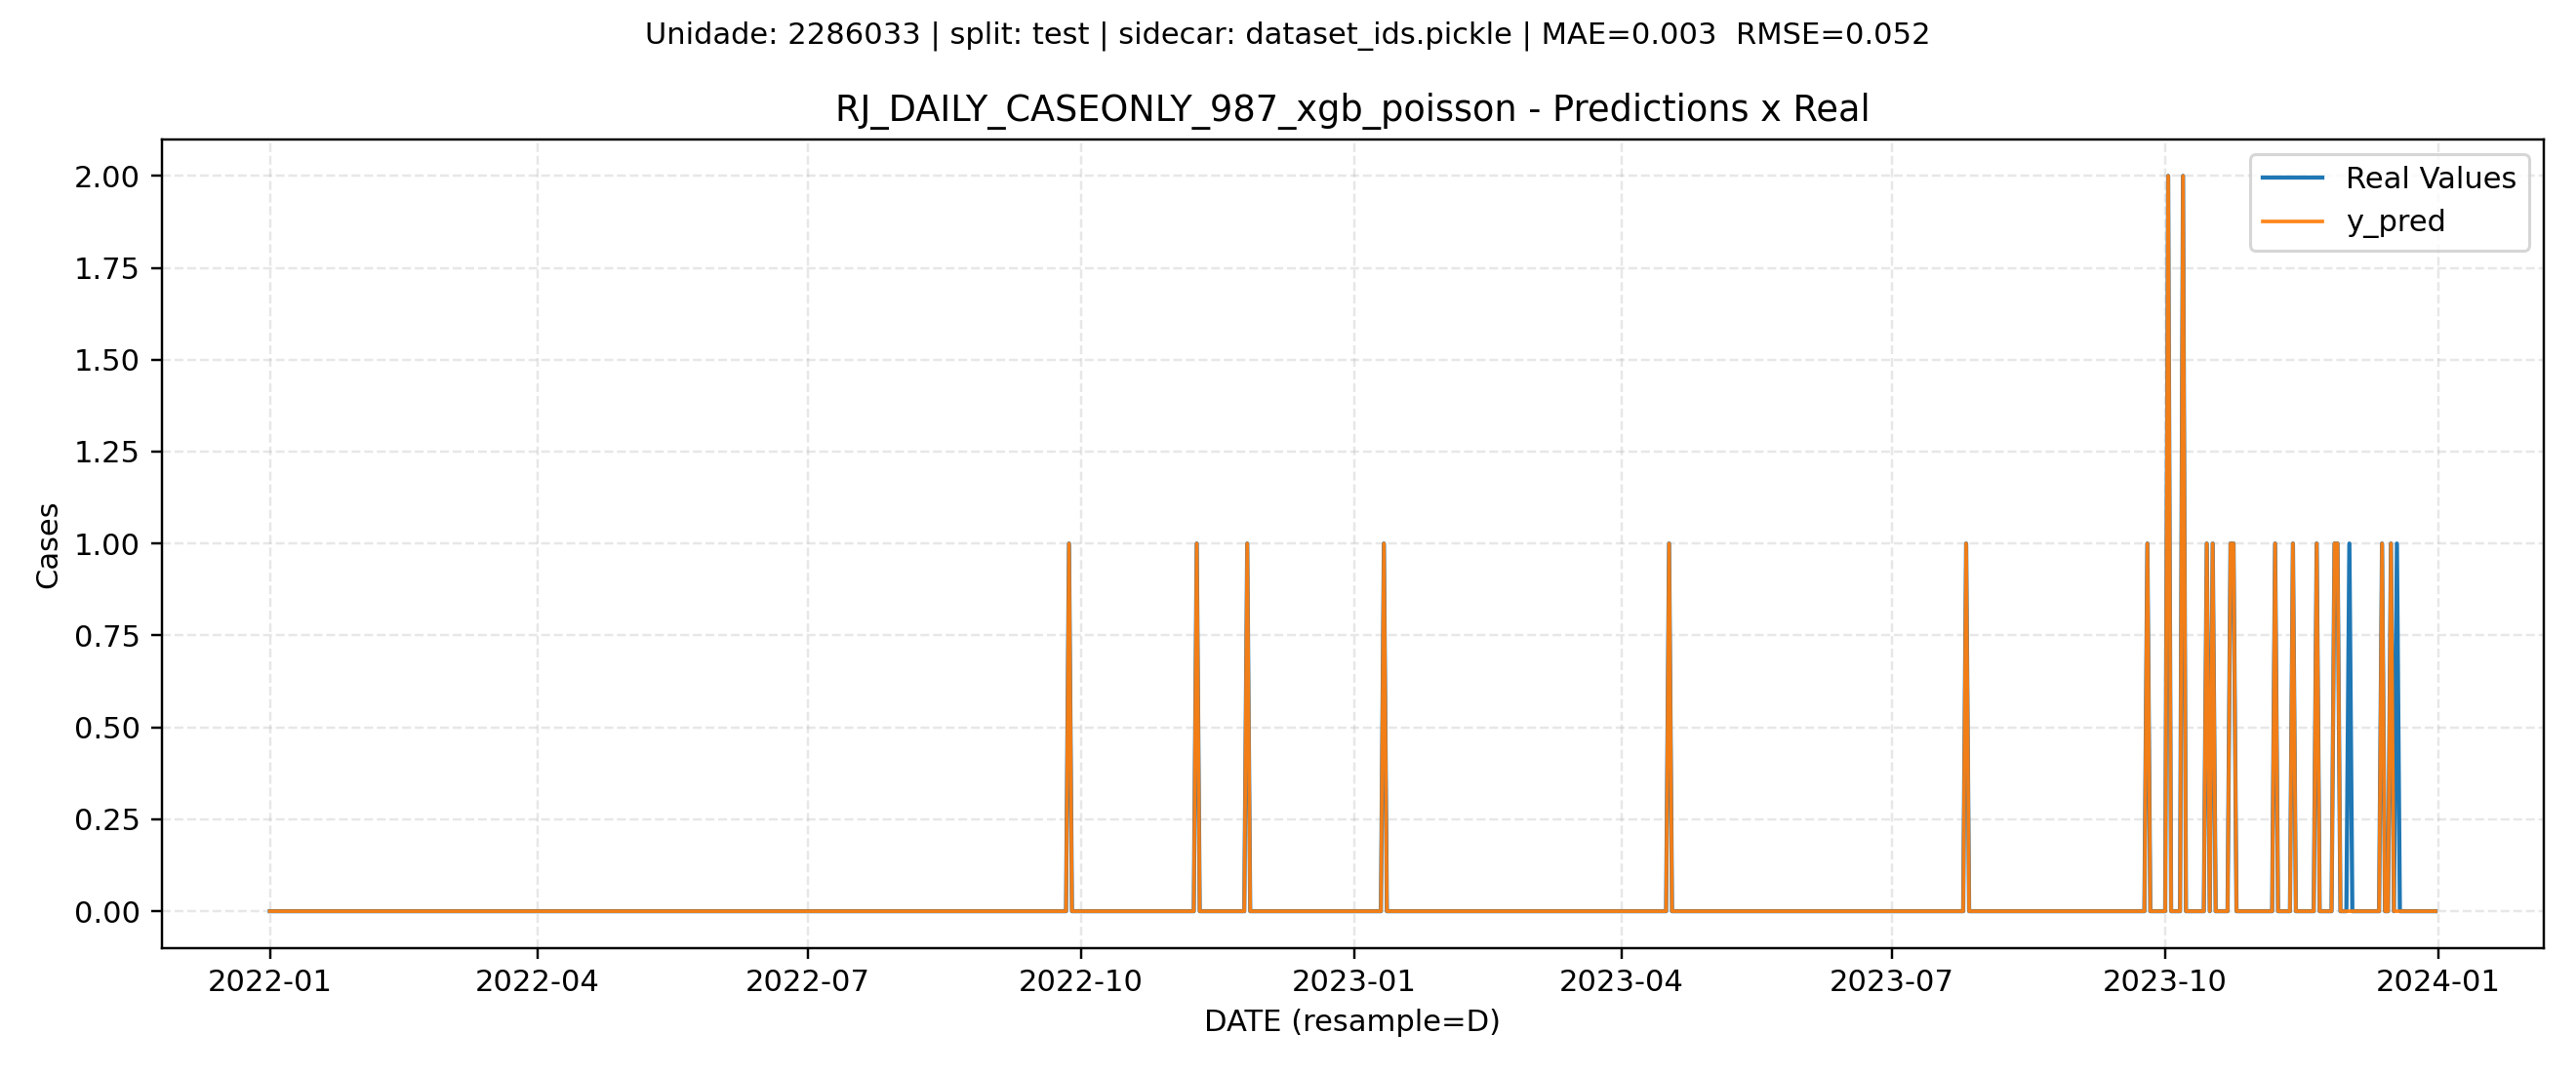 Unidade: 2286033 | split: test | sidecar: dataset_ids.pickle | MAE=0.003  RMSE=0.052
RJ_DAILY_CASEONLY_987_xgb_poisson - Predictions x Real
Real Values
y_pred
2.00
1.75
1.50
1.25
1.00
0.75
0.50
0.25
0.00
Cases
2022-01 2022-04 2022-07 2022-10 2023-01 2023-04 2023-07 2023-10 2024-01
DATE (resample=D)